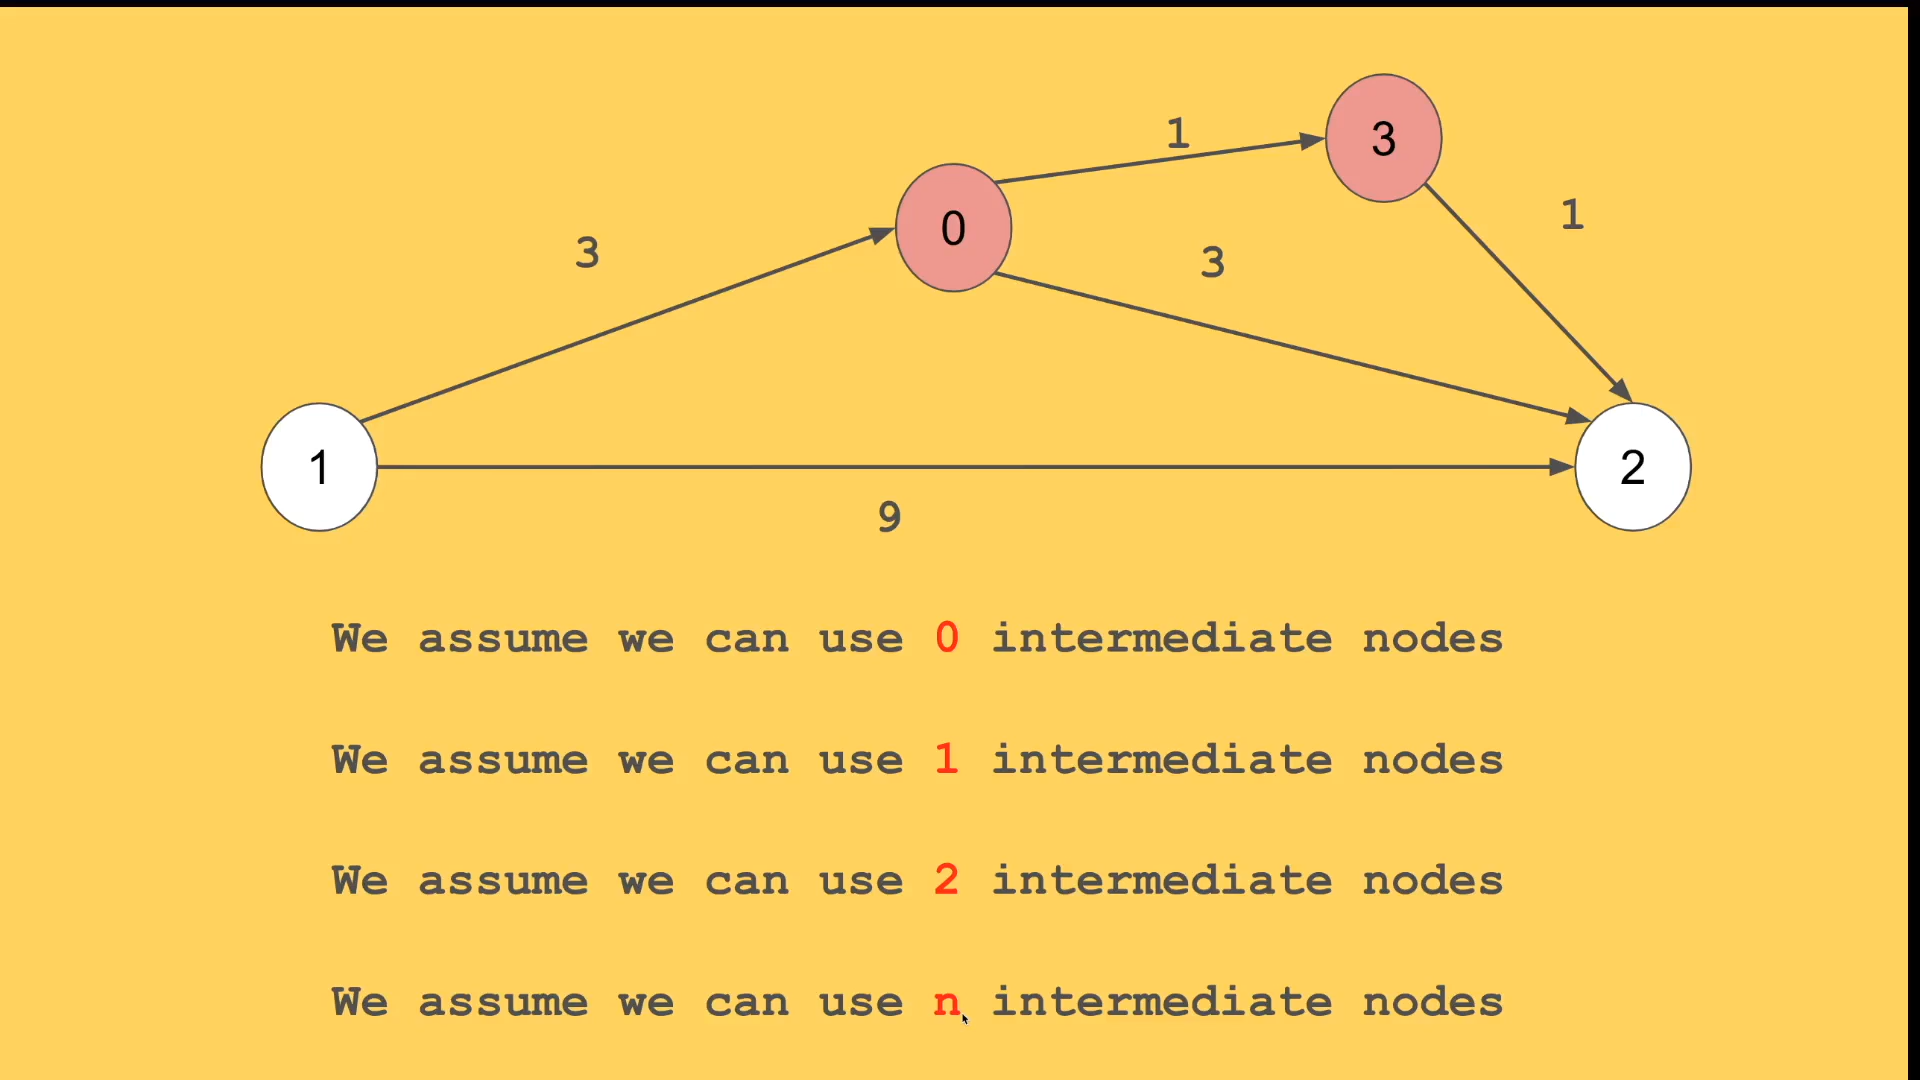 1
3
0
1
3
3
1
9
1
2
We assume we can use 0 intermediate nodes
We assume we can use 1 intermediate nodes
We assume we can use 2 intermediate nodes
We assume we can use n intermediate nodes